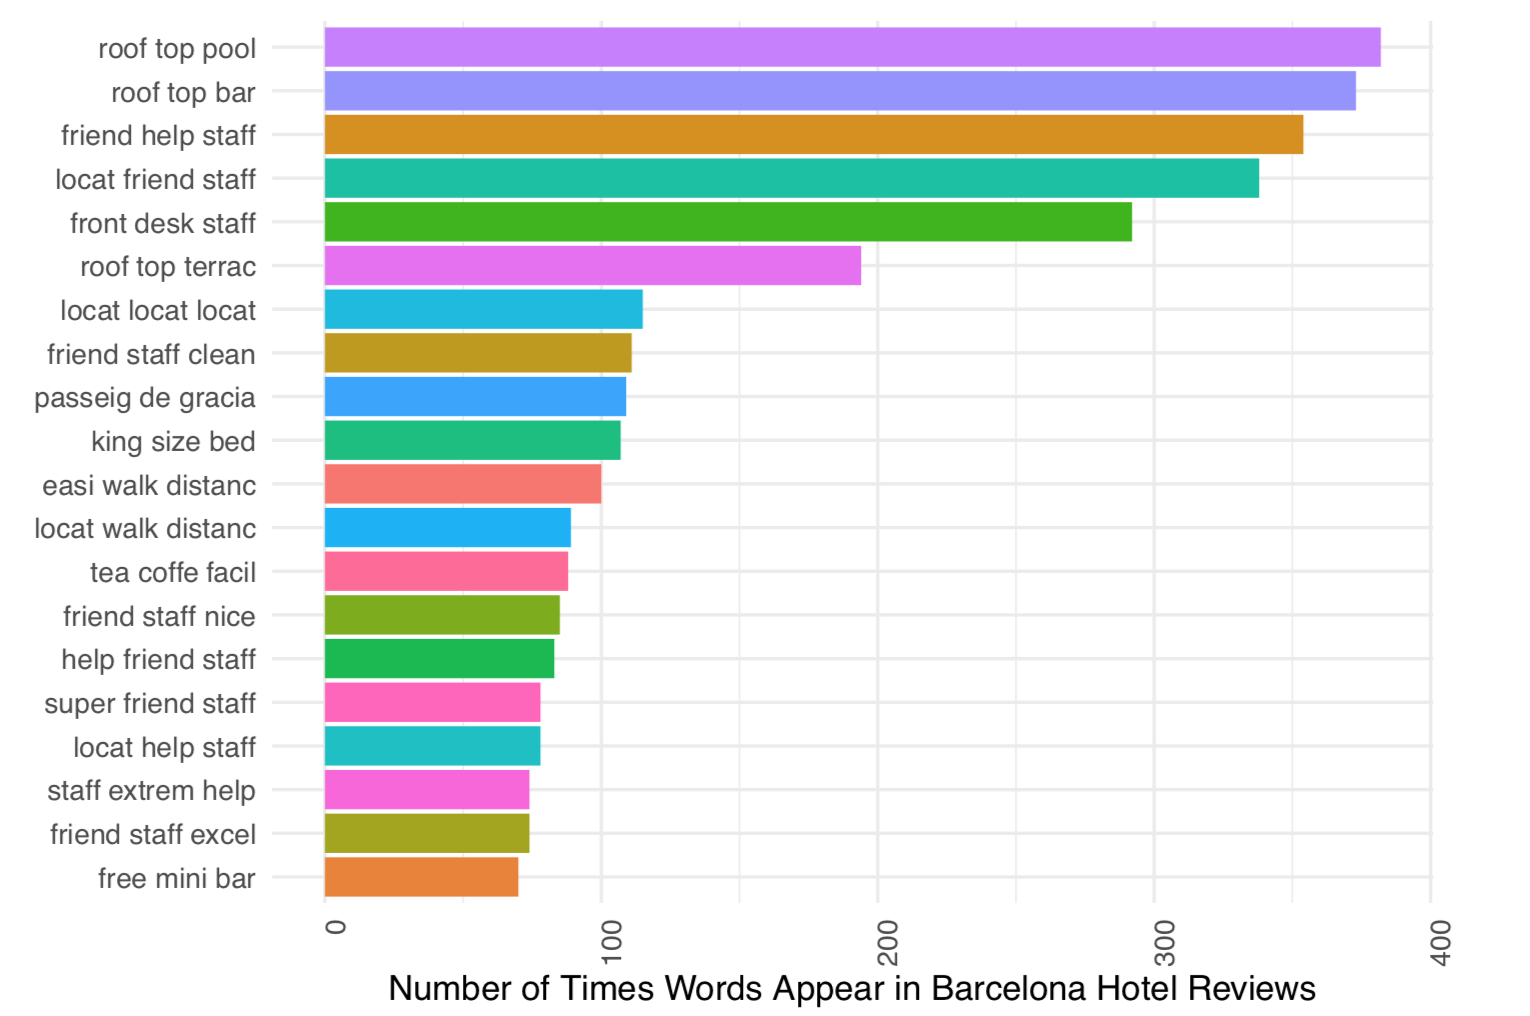 roof top pool
roof top bar
friend help staff
locat friend staff
front desk staff
roof top terrac
locat locat locat
friend staff clean
passeig de gracia
king size bed
easi walk distanc
locat walk distanc
tea coffe facil
friend staff nice
help friend staff
super friend staff
locat help staff
staff extrem help
friend staff excel
free mini bar
0 100 200 300 400
Number of Times Words Appear in Barcelona Hotel Reviews